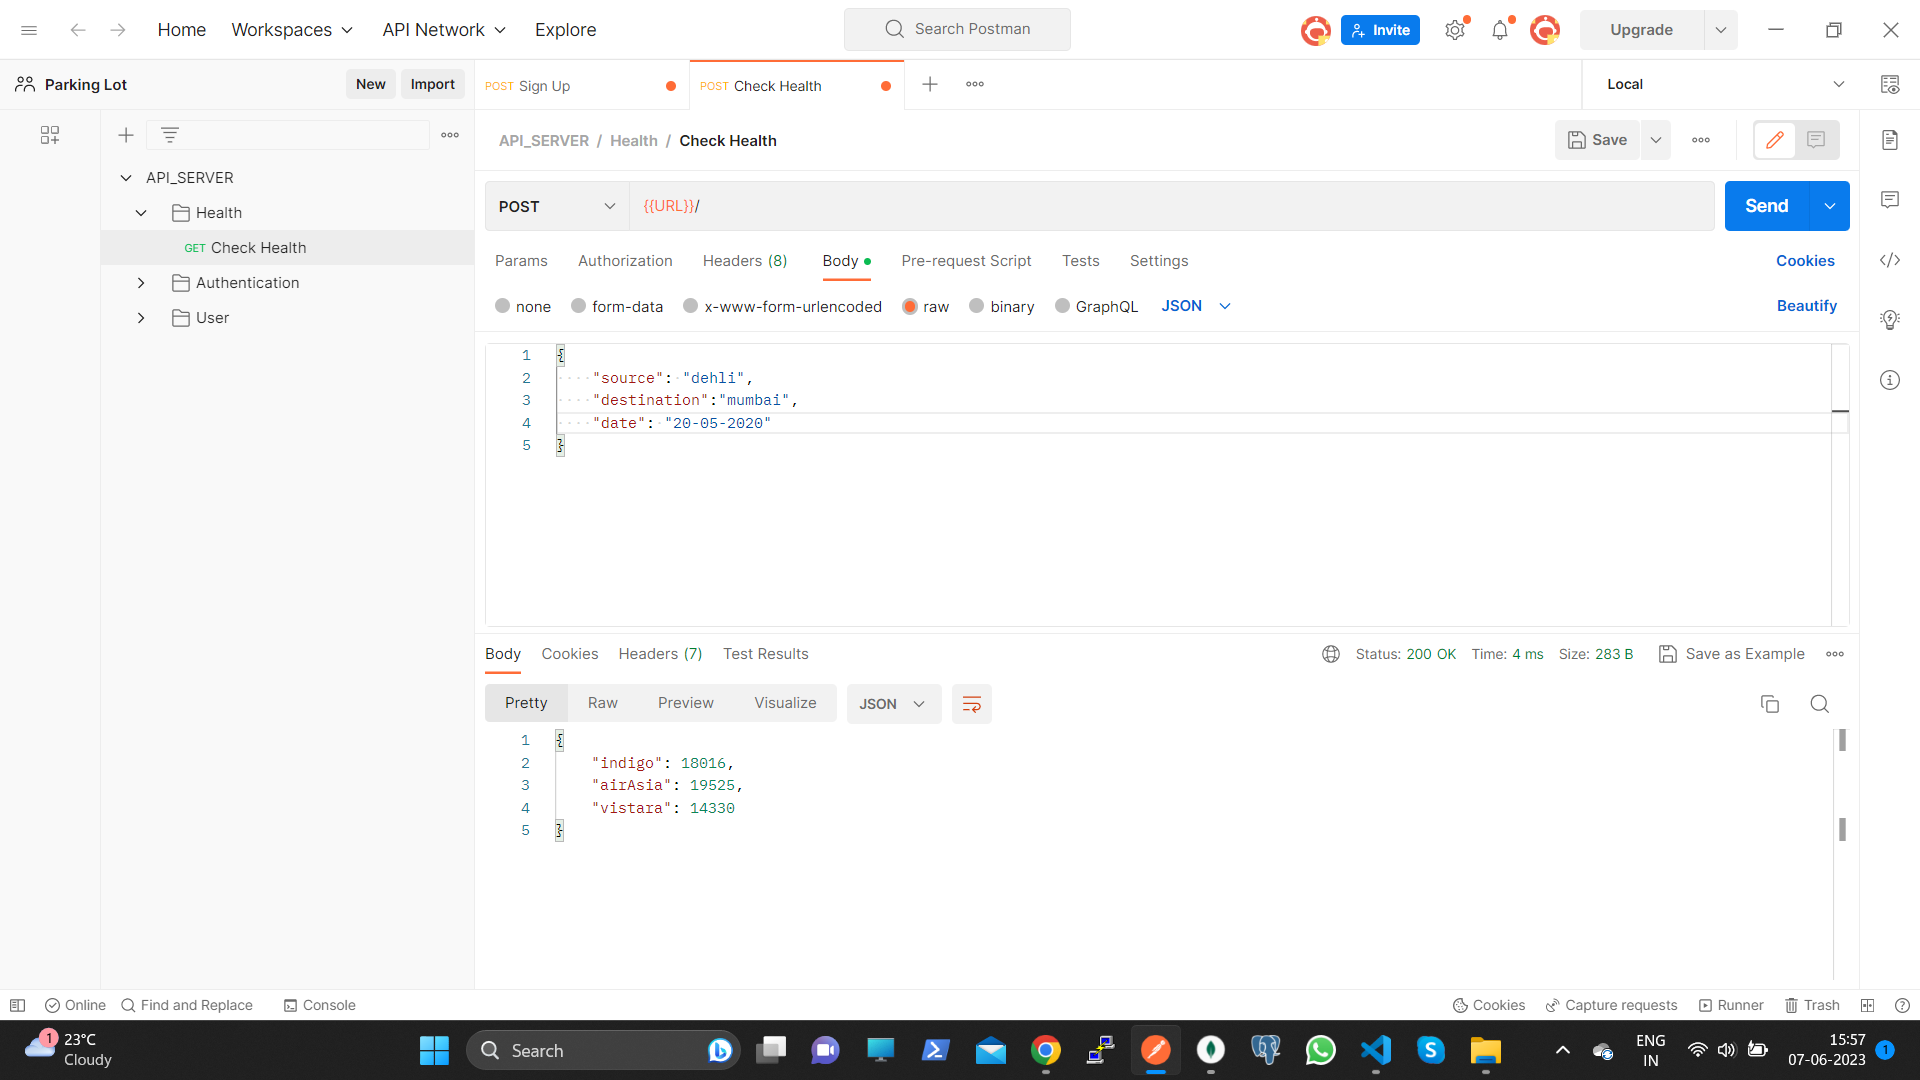 Home Workspaces API Network Explore Search Postman Invite Upgrade
Parking Lot New Import POST Sign Up POST Check Health Local
API_SERVER / Health / Check Health Save
API_SERVER
Health
GET Check Health
Authentication
User
POST {{URL}}/ Send
Params Authorization Headers (8) Body Pre-request Script Tests Settings Cookies
none form-data x-www-form-urlencoded raw binary GraphQL JSON Beautify
1 {
2 "source": "dehli",
3 "destination":"mumbai",
4 "date": "20-05-2020"
5 }
Body Cookies Headers (7) Test Results Status: 200 OK Time: 4 ms Size: 283 B Save as Example
Pretty Raw Preview Visualize JSON
1 {
2 "indigo": 18016,
3 "airAsia": 19525,
4 "vistara": 14330
5 }
Online Find and Replace Console Cookies Capture requests Runner Trash
1 23°C
Cloudy
Search
ENG
IN
15:57
07-06-2023
1